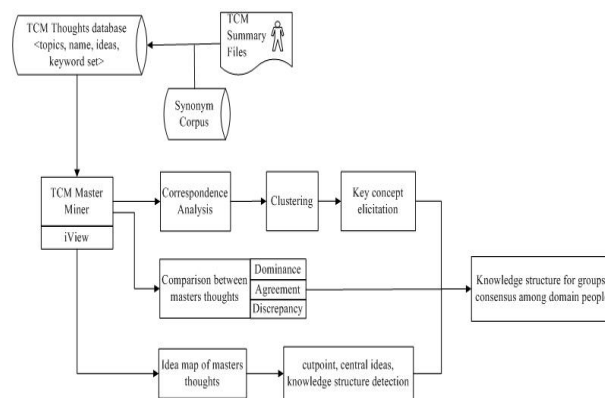 TCM Thoughts database
<topics, name, ideas,
keyword set>
TCM
Summary
Files
Synonym
Corpus
TCM Master
Miner
iView
Correspondence
Analysis
Clustering
Key concept
elicitation
Comparison between
masters thoughts
Dominance
Agreement
Discrepancy
Knowledge structure for groups
consensus among domain people
Idea map of masters
thoughts
cutpoint, central ideas,
knowledge structure detection